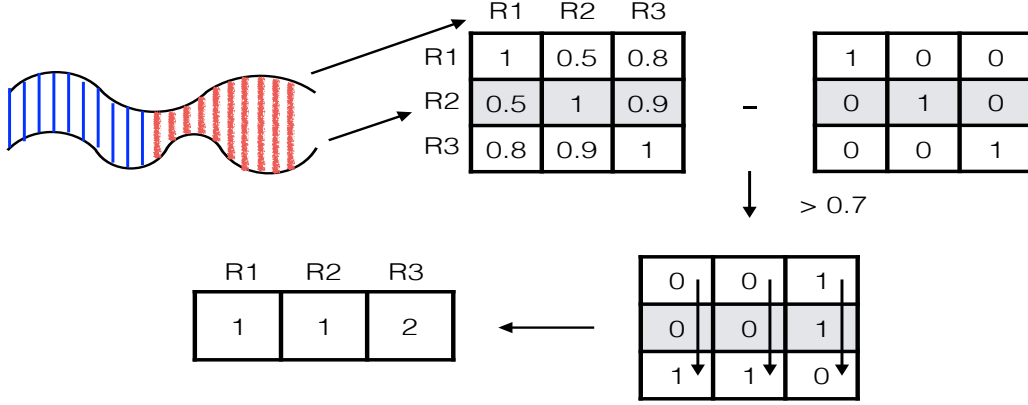 R1 R2 R3
R1 1 0.5 0.8
R2 0.5 1 0.9
R3 0.8 0.9 1
-
1 0 0
0 1 0
0 0 1
> 0.7
0 0 1
0 0 1
1 1 0
R1 R2 R3
1 1 2